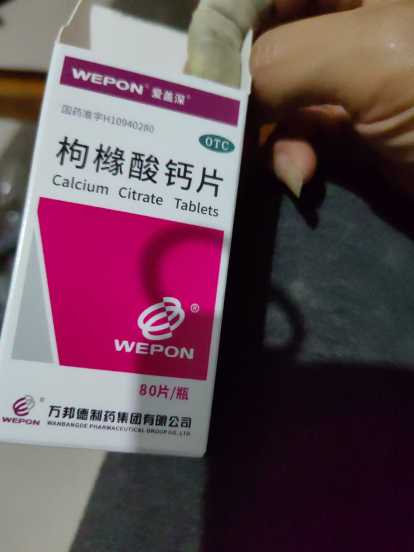 WEPON® 爱盖深®
国药准字H10940280
OTC
枸橼酸钙片
Calcium Citrate Tablets
®
WEPON
80片/瓶
® 万邦德制药集团有限公司
WEPON WANBANGDE PHARMACEUTICAL GROUP CO., LTD